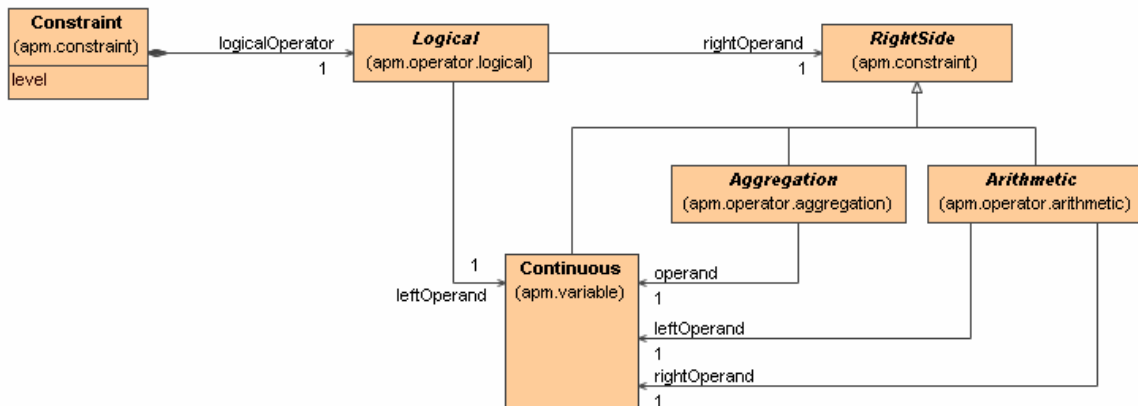 Constraint
(apm.constraint)
level
logicalOperator
1
Logical
(apm.operator.logical)
rightOperand
1
RightSide
(apm.constraint)
Aggregation
(apm.operator.aggregation)
Arithmetic
(apm.operator.arithmetic)
1
leftOperand
Continuous
(apm.variable)
operand
1
leftOperand
1
rightOperand
1